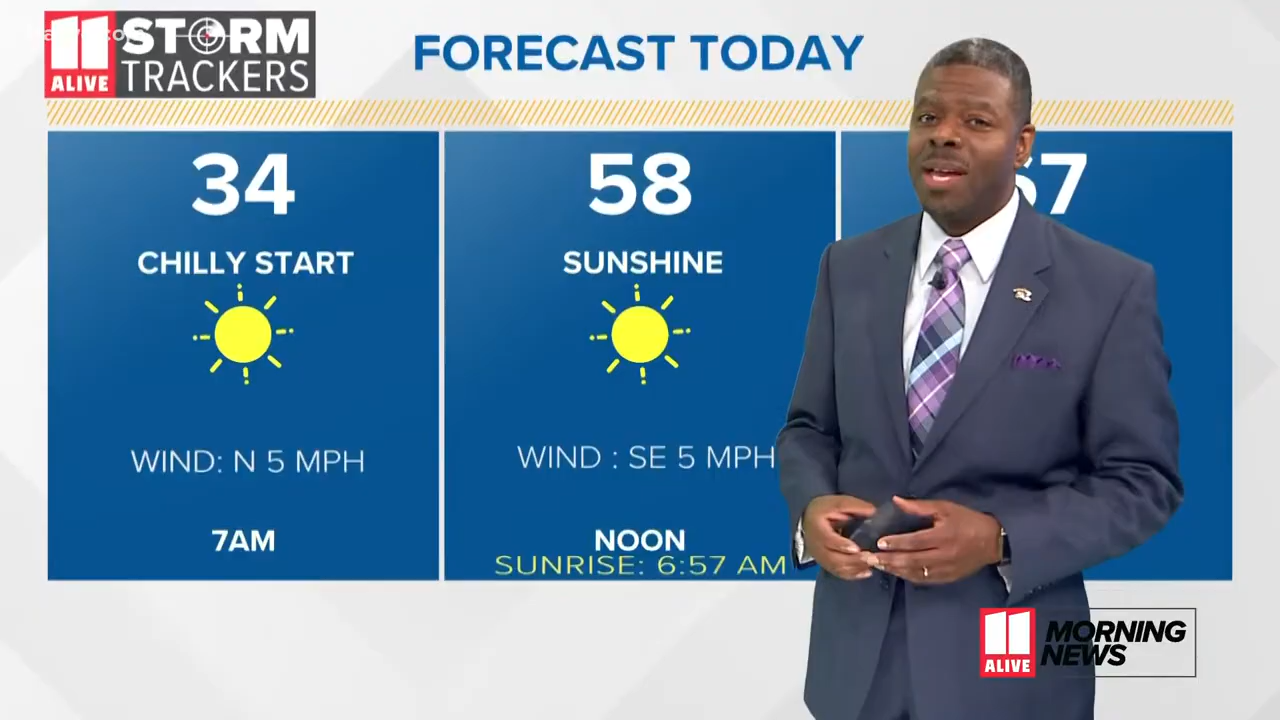 11 ALIVE
STORM
TRACKERS
FORECAST TODAY
34
CHILLY START
WIND: N 5 MPH
7AM
58
SUNSHINE
WIND : SE 5 MPH
NOON
SUNRISE: 6:57 AM
67
11 ALIVE
MORNING
NEWS